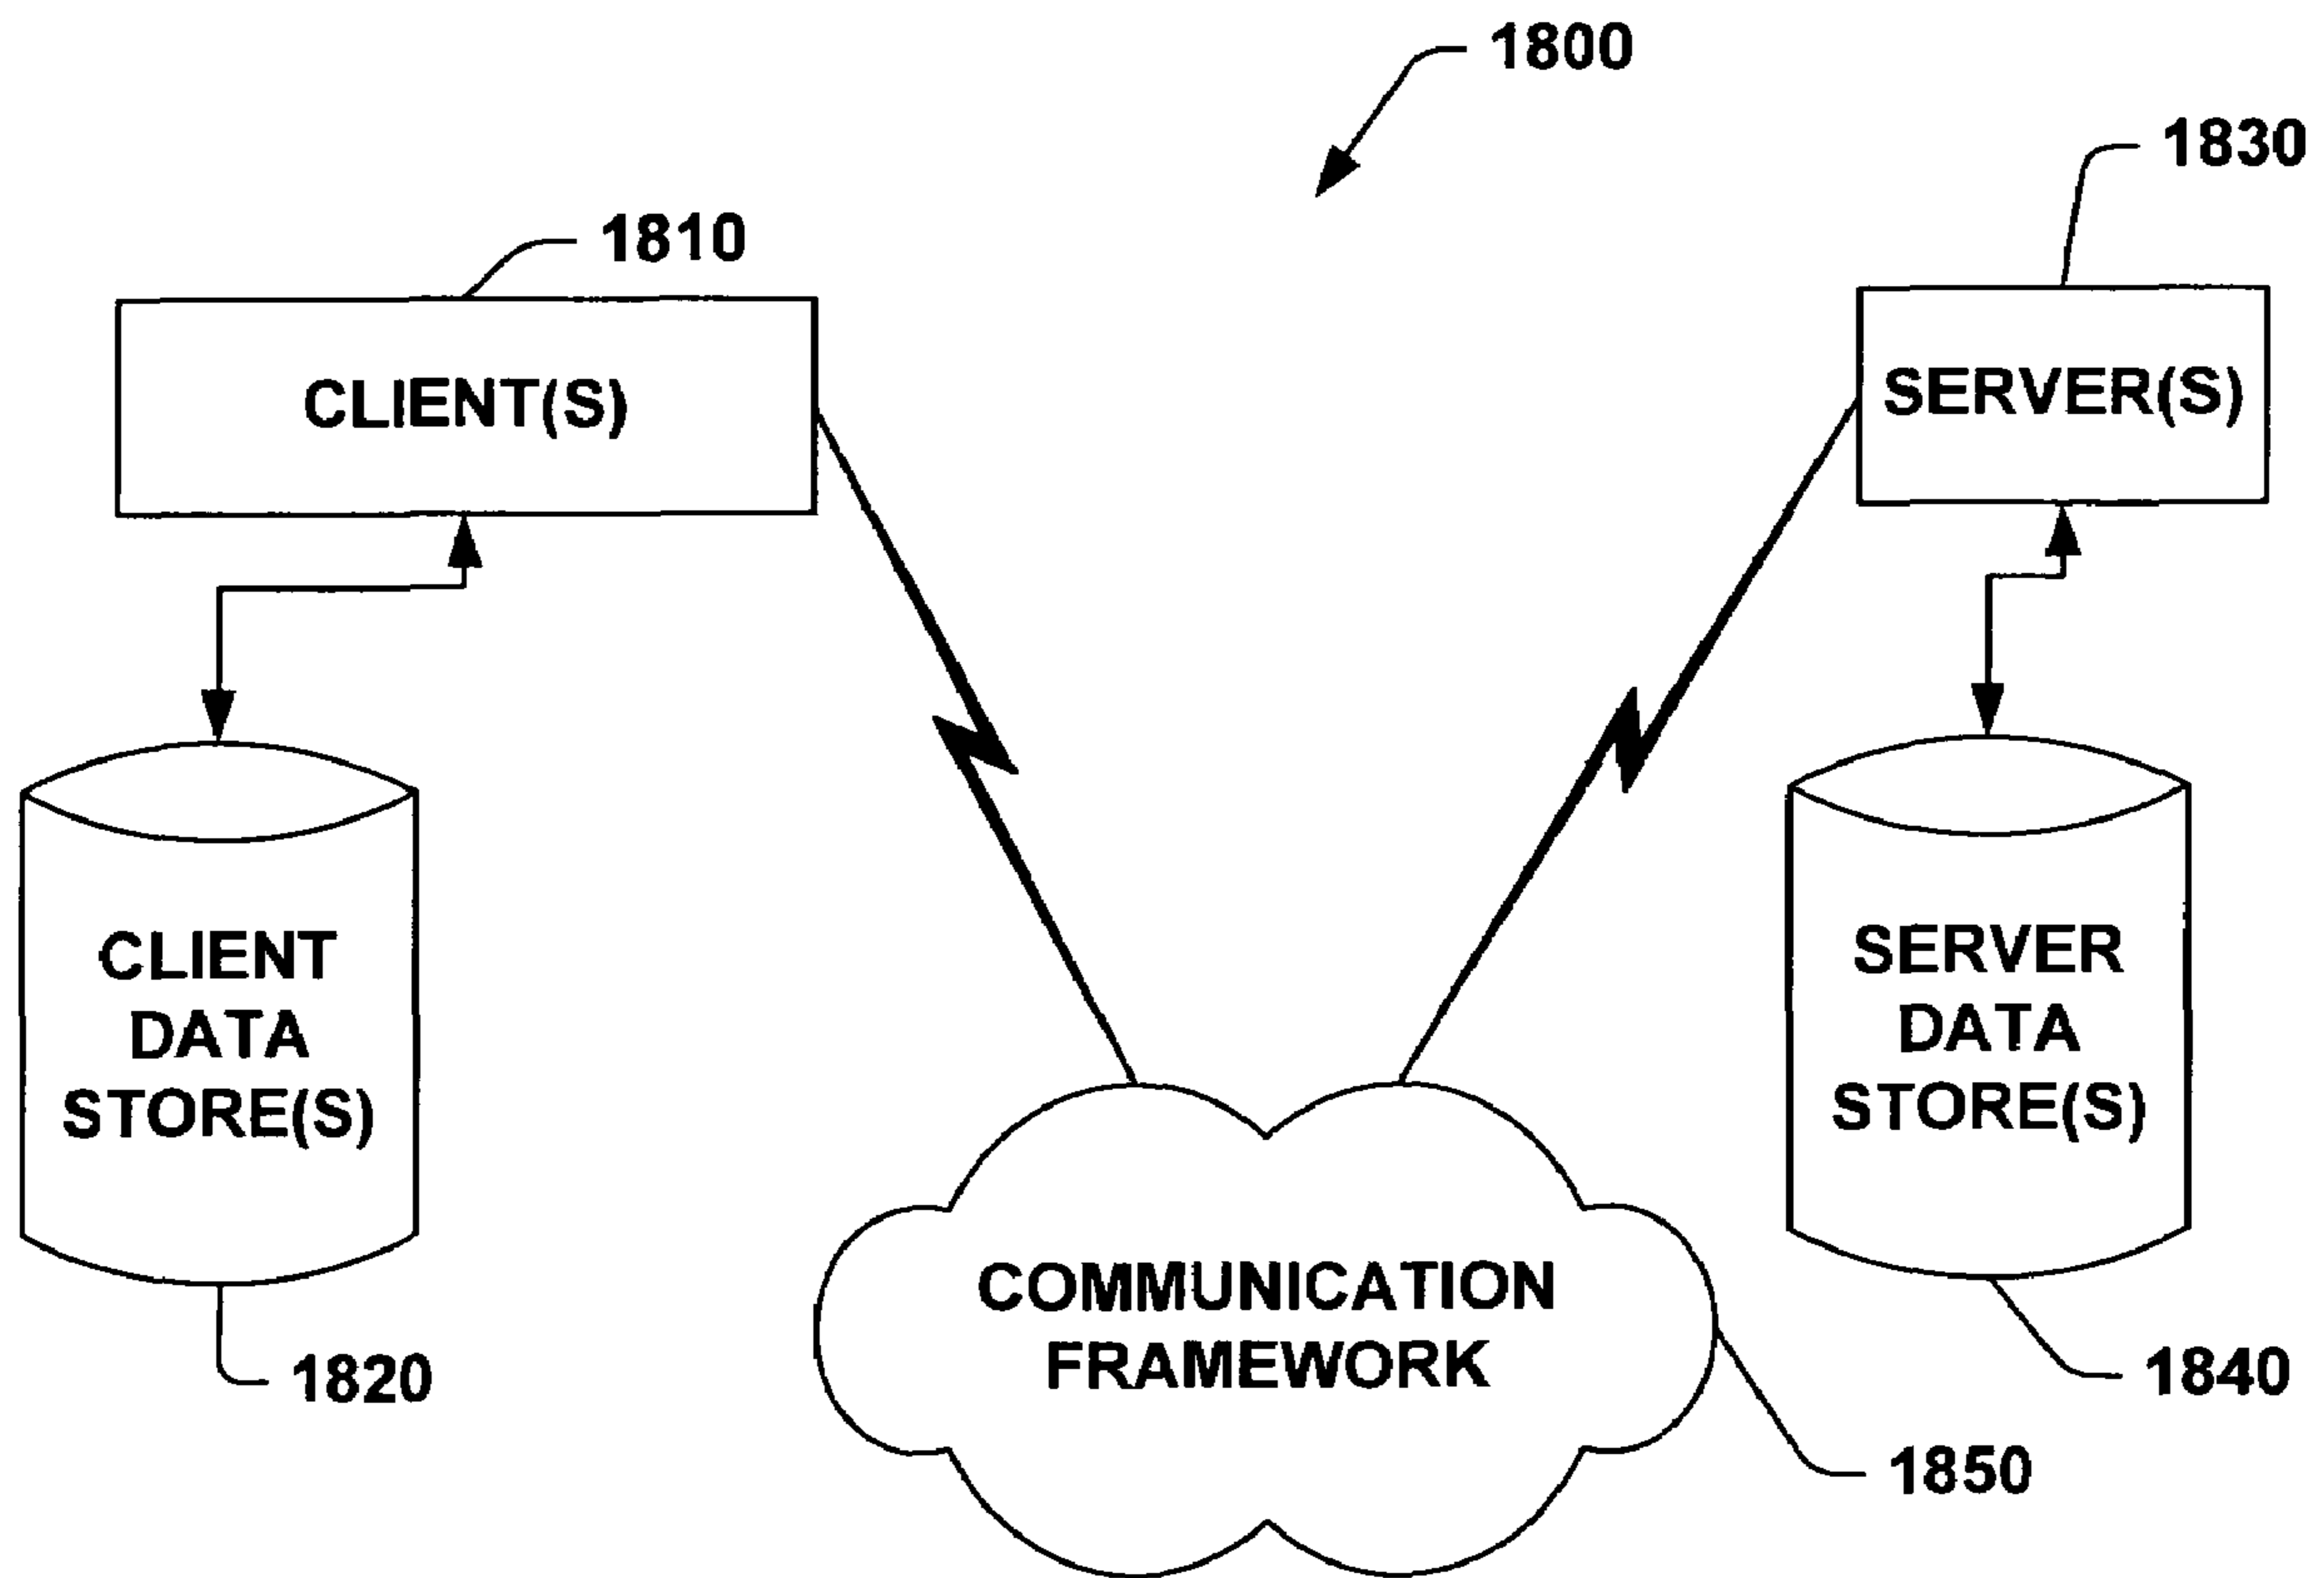 1800
1830
1810
CLIENT(S)
SERVER(S)
CLIENT
DATA
STORE(S)
SERVER
DATA
STORE(S)
COMMUNICATION
FRAMEWORK
1820
1840
1850